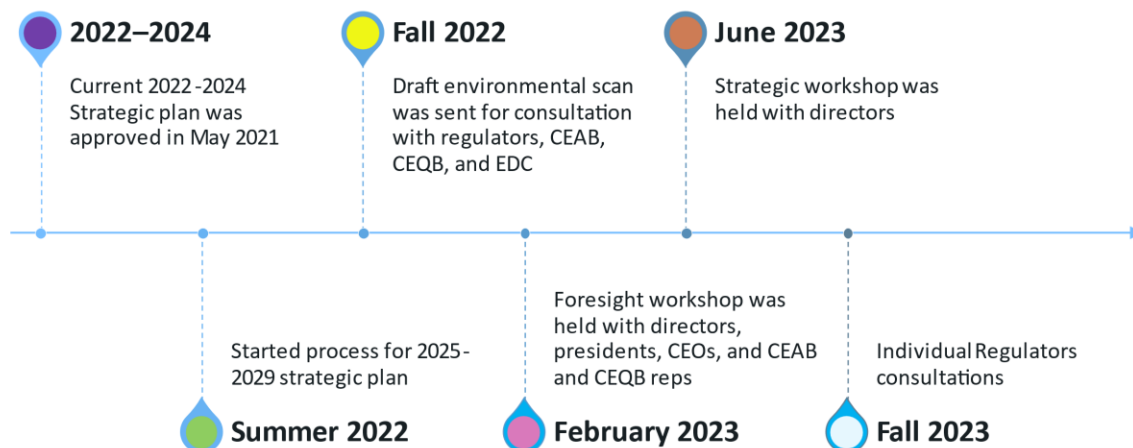 2022–2024
Current 2022-2024
Strategic plan was
approved in May 2021
Fall 2022
Draft environmental scan
was sent for consultation
with regulators, CEAB,
CEQB, and EDC
June 2023
Strategic workshop was
held with directors
Started process for 2025-
2029 strategic plan
Summer 2022
Foresight workshop was
held with directors,
presidents, CEOs, and CEAB
and CEQB reps
February 2023
Individual Regulators
consultations
Fall 2023